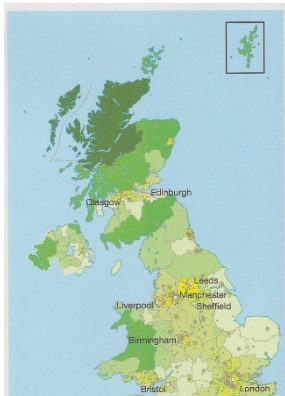 Edinburgh
Glasgow
Leeds
Manchester
Liverpool
Sheffield
Birmingham
Bristol
London